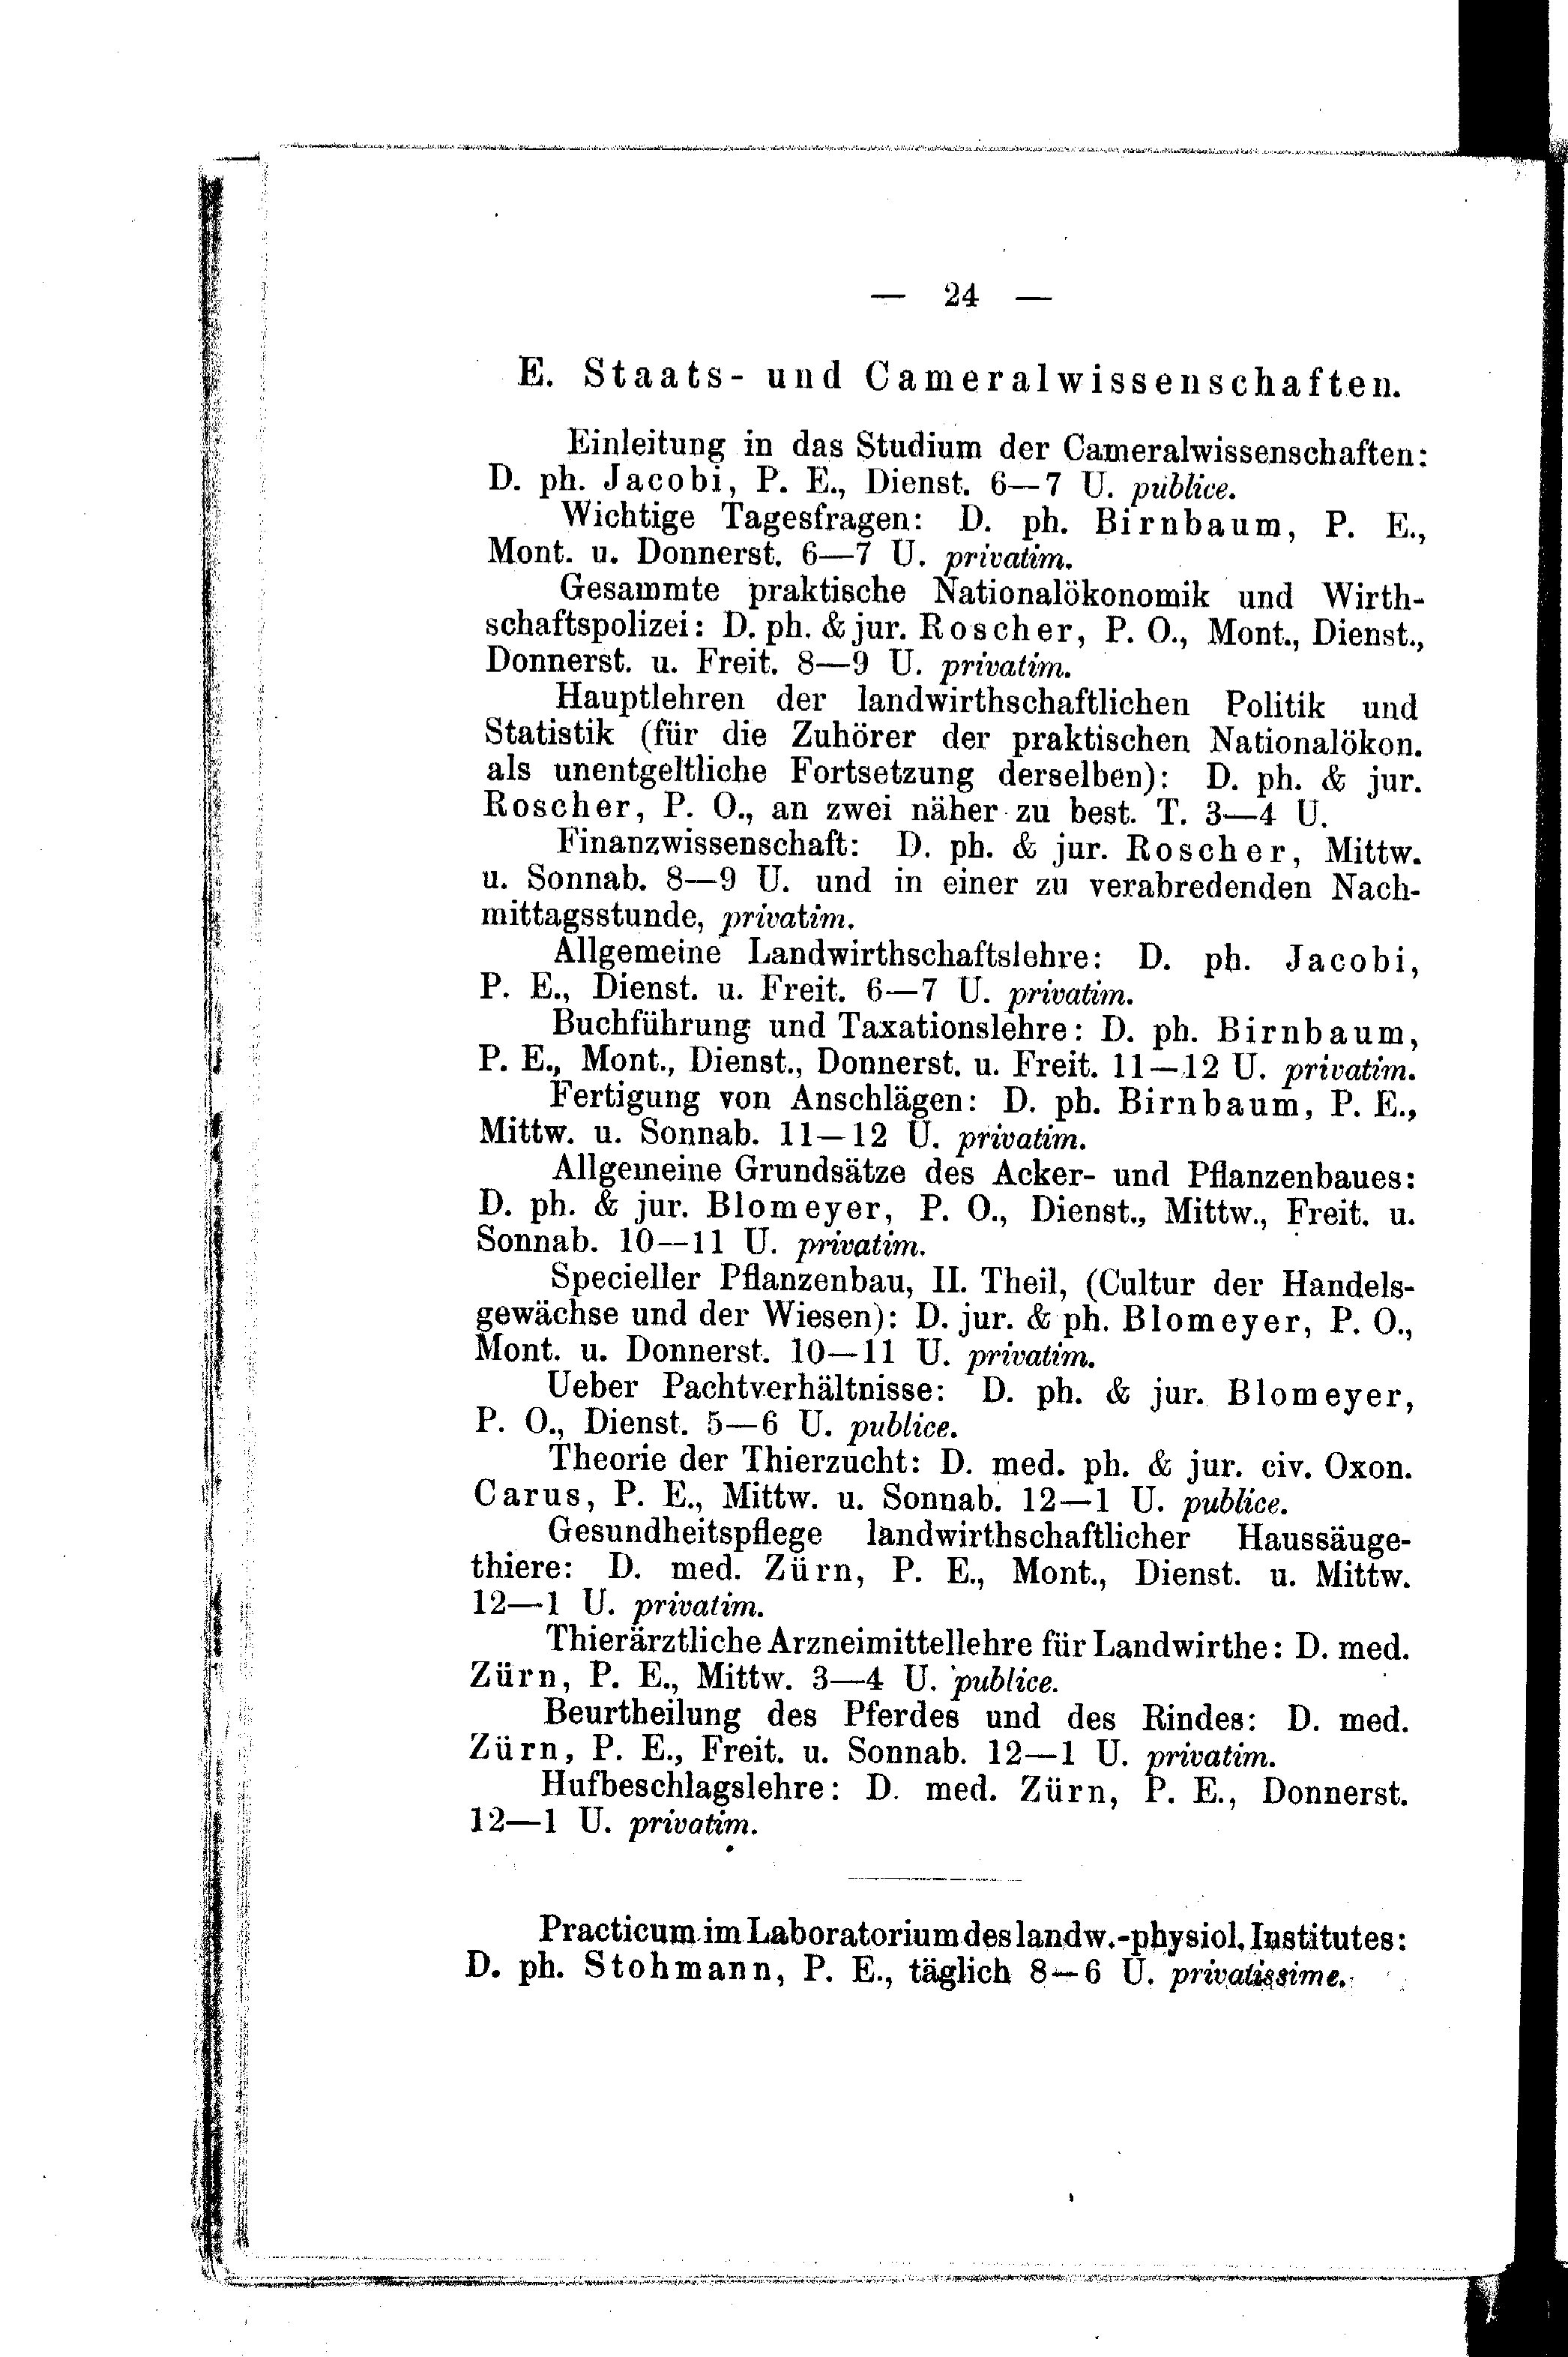 — 24 —
E. Staats- und Cameralwissenschaften.
Einleitung in das Studium der Cameralwissenschaften:
D. ph. Jacobi, P. E., Dienst. 6—7 U. publice.
Wichtige Tagesfragen: D. ph. Birnbaum, P. E.,
Mont. u. Donnerst. 6—7 U. privatim.
Gesammte praktische Nationalökonomik und Wirth-
schaftspolizei: D. ph. & jur. Roscher, P. O., Mont., Dienst.,
Donnerst. u. Freit. 8—9 U. privatim.
Hauptlehren der landwirthschaftlichen Politik und
Statistik (für die Zuhörer der praktischen Nationalökon.
als unentgeltliche Fortsetzung derselben): D. ph. & jur.
Roscher, P. O., an zwei näher zu best. T. 3—4 U.
Finanzwissenschaft: D. ph. & jur. Roscher, Mittw.
u. Sonnab. 8—9 U. und in einer zu verabredenden Nach-
mittagsstunde, privatim.
Allgemeine Landwirthschaftslehre: D. ph. Jacobi,
P. E., Dienst. u. Freit. 6—7 U. privatim.
Buchführung und Taxationslehre: D. ph. Birnbaum,
P. E., Mont., Dienst., Donnerst. u. Freit. 11—12 U. privatim.
Fertigung von Anschlägen: D. ph. Birnbaum, P. E.,
Mittw. u. Sonnab. 11—12 U. privatim.
Allgemeine Grundsätze des Acker- und Pflanzenbaues:
D. ph. & jur. Blomeyer, P. O., Dienst., Mittw., Freit. u.
Sonnab. 10—11 U. privatim.
Specieller Pflanzenbau, II. Theil, (Cultur der Handels-
gewächse und der Wiesen): D. jur. & ph. Blomeyer, P. O.,
Mont. u. Donnerst. 10—11 U. privatim.
Ueber Pachtverhältnisse: D. ph. & jur. Blomeyer,
P. O., Dienst. 5—6 U. publice.
Theorie der Thierzucht: D. med. ph. & jur. civ. Oxon.
Carus, P. E., Mittw. u. Sonnab. 12—1 U. publice.
Gesundheitspflege landwirthschaftlicher Haussäuge-
thiere: D. med. Zürn, P. E., Mont., Dienst. u. Mittw.
12—1 U. privatim.
Thierärztliche Arzneimittellehre für Landwirthe: D. med.
Zürn, P. E., Mittw. 3—4 U. publice.
Beurtheilung des Pferdes und des Rindes: D. med.
Zürn, P. E., Freit. u. Sonnab. 12—1 U. privatim.
Hufbeschlagslehre: D. med. Zürn, P. E., Donnerst.
12—1 U. privatim.
Practicum im Laboratorium des landw.-physiol. Institutes:
D. ph. Stohmann, P. E., täglich 8—6 U. privatissime.